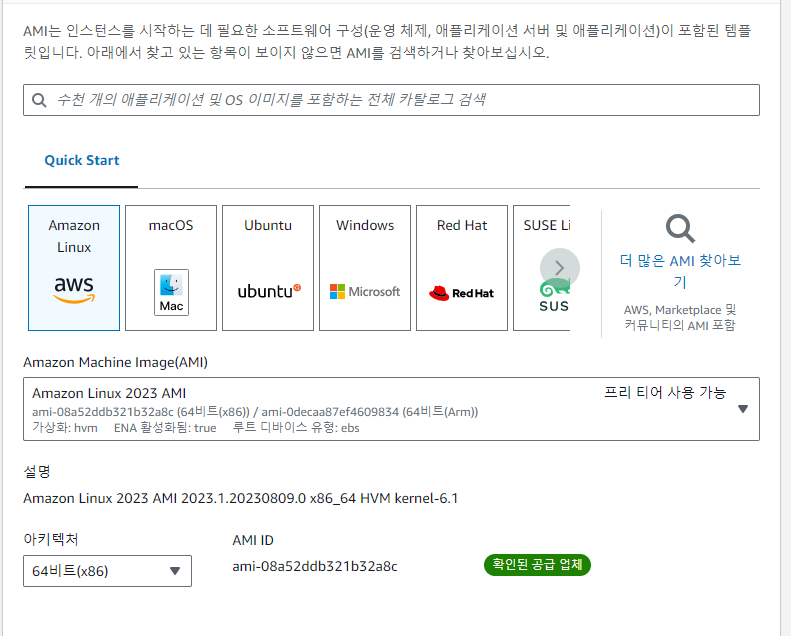 AMI는 인스턴스를 시작하는 데 필요한 소프트웨어 구성(운영 체제, 애플리케이션 서버 및 애플리케이션)이 포함된 템플
릿입니다. 아래에서 찾고 있는 항목이 보이지 않으면 AMI를 검색하거나 찾아보십시오.
수천 개의 애플리케이션 및 OS 이미지를 포함하는 전체 카탈로그 검색
Quick Start
Amazon
Linux
aws
macOS
Mac
Ubuntu
ubuntu
Windows
Microsoft
Red Hat
Red Hat
SUSE Li
SUS
더 많은 AMI 찾아보
기
AWS, Marketplace 및
커뮤니티의 AMI 포함
Amazon Machine Image(AMI)
Amazon Linux 2023 AMI 프리 티어 사용 가능
ami-08a52ddb321b32a8c (64비트(x86)) / ami-0decaa87ef4609834 (64비트(Arm))
가상화: hvm ENA 활성화됨: true 루트 디바이스 유형: ebs
설명
Amazon Linux 2023 AMI 2023.1.20230809.0 x86_64 HVM kernel-6.1
아키텍처 AMI ID
64비트(x86) ami-08a52ddb321b32a8c 확인된 공급 업체